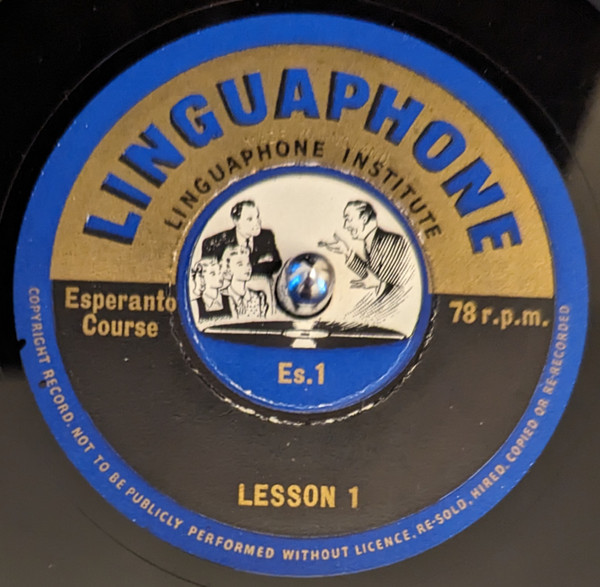 LINGUAPHONE
LINGUAPHONE INSTITUTE
Esperanto
Course
78 r.p.m.
Es.1
LESSON 1
COPYRIGHT RECORD. NOT TO BE PUBLICLY PERFORMED WITHOUT LICENCE, RE-SOLD, HIRED, COPIED OR RE-RECORDED